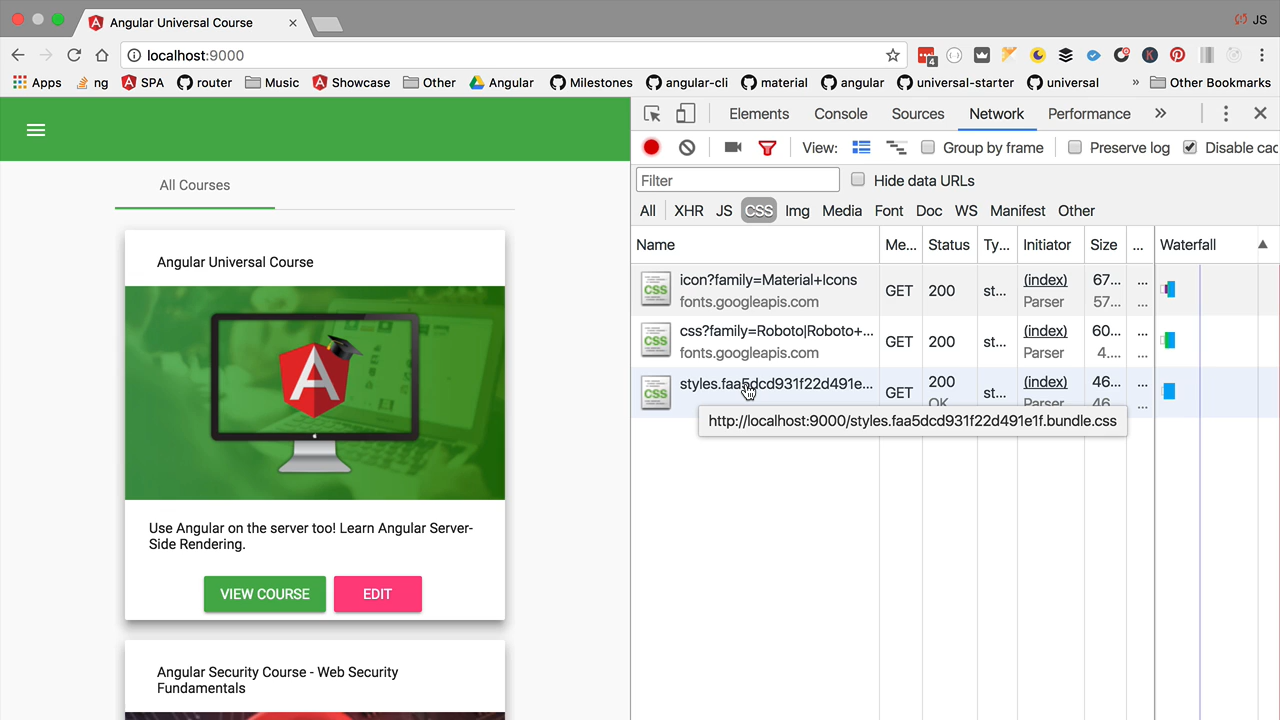 Angular Universal Course
JS
localhost:9000
4
Apps ng SPA router Music Showcase Other Angular Milestones angular-cli material angular universal-starter universal » Other Bookmarks
All Courses
Angular Universal Course
Use Angular on the server too! Learn Angular Server-
Side Rendering.
VIEW COURSE EDIT
Angular Security Course - Web Security
Fundamentals
Elements Console Sources Network Performance
View: Group by frame Preserve log Disable cac
Filter Hide data URLs
All XHR JS CSS Img Media Font Doc WS Manifest Other
Name Me... Status Ty... Initiator Size ... Waterfall
icon?family=Material+Icons GET 200 st... (index) 67... ...
fonts.googleapis.com Parser 57... ...
css?family=Roboto|Roboto+... GET 200 st... (index) 60... ...
fonts.googleapis.com Parser 4.... ...
styles.faa5dcd931f22d491e... GET 200 st... (index) 46... ...
OK Parser 46... ...
http://localhost:9000/styles.faa5dcd931f22d491e1f.bundle.css